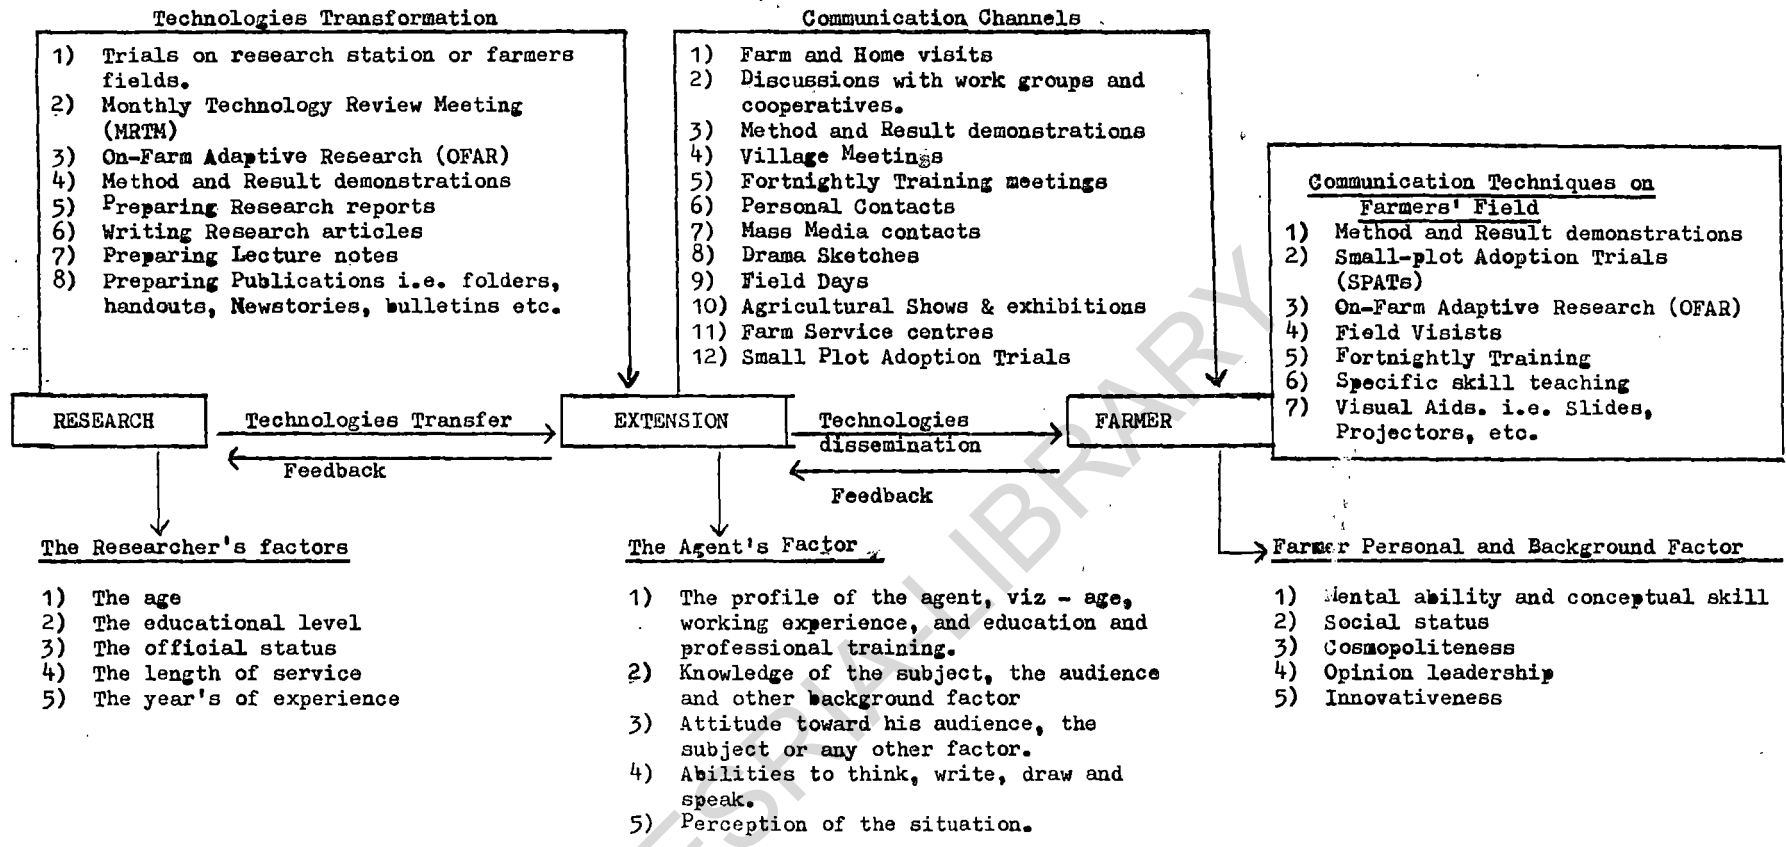 Technologies Transformation
1) Trials on research station or farmers
fields.
2) Monthly Technology Review Meeting
(MRTM)
3) On-Farm Adaptive Research (OFAR)
4) Method and Result demonstrations
5) Preparing Research reports
6) Writing Research articles
7) Preparing Lecture notes
8) Preparing Publications i.e. folders,
handouts, Newstories, bulletins etc.
Communication Channels
1) Farm and Home visits
2) Discussions with work groups and
cooperatives.
3) Method and Result demonstrations
4) Village Meetings
5) Fortnightly Training meetings
6) Personal Contacts
7) Mass Media contacts
8) Drama Sketches
9) Field Days
10) Agricultural Shows & exhibitions
11) Farm Service centres
12) Small Plot Adoption Trials
Communication Techniques on
Farmers' Field
1) Method and Result demonstrations
2) Small-plot Adoption Trials
(SPATs)
3) On-Farm Adaptive Research (OFAR)
4) Field Visists
5) Fortnightly Training
6) Specific skill teaching
7) Visual Aids. i.e. Slides,
Projectors, etc.
RESEARCH
Technologies Transfer
Feedback
EXTENSION
Technologies
dissemination
Feedback
FARMER
The Researcher's factors
1) The age
2) The educational level
3) The official status
4) The length of service
5) The year's of experience
The Agent's Factor
1) The profile of the agent, viz - age,
working experience, and education and
professional training.
2) Knowledge of the subject, the audience
and other background factor
3) Attitude toward his audience, the
subject or any other factor.
4) Abilities to think, write, draw and
speak.
5) Perception of the situation.
Farmer Personal and Background Factor
1) Mental ability and conceptual skill
2) Social status
3) Cosmopoliteness
4) Opinion leadership
5) Innovativeness
ESRIA-LIBRARY